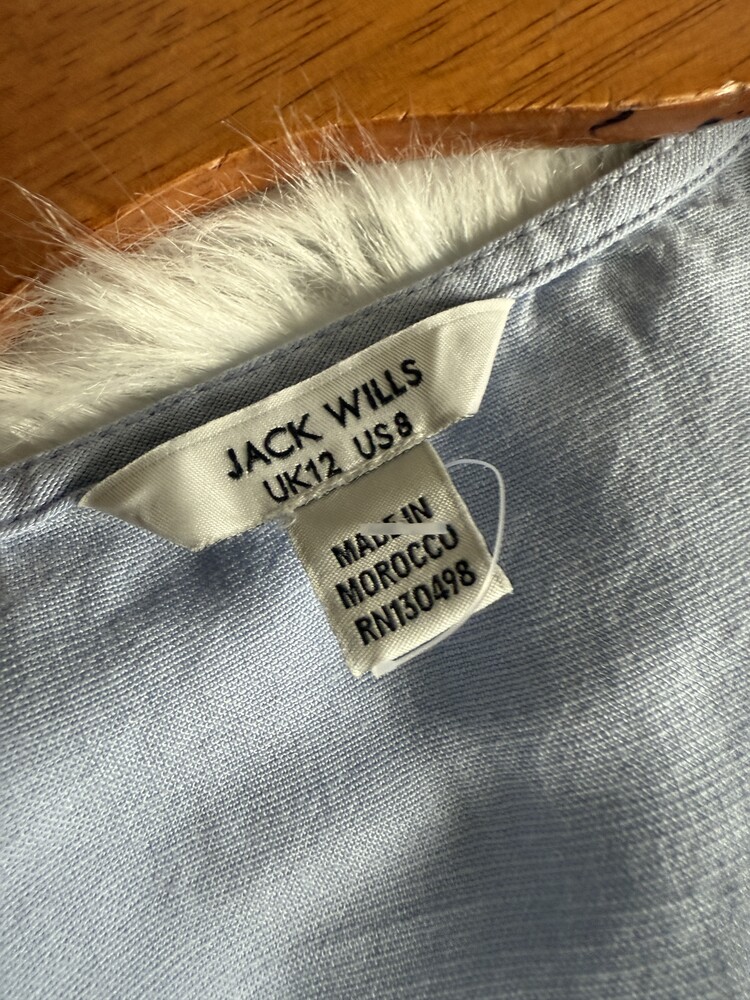 JACK WILLS
UK12 US8
MADE IN
MOROCCO
RN130498